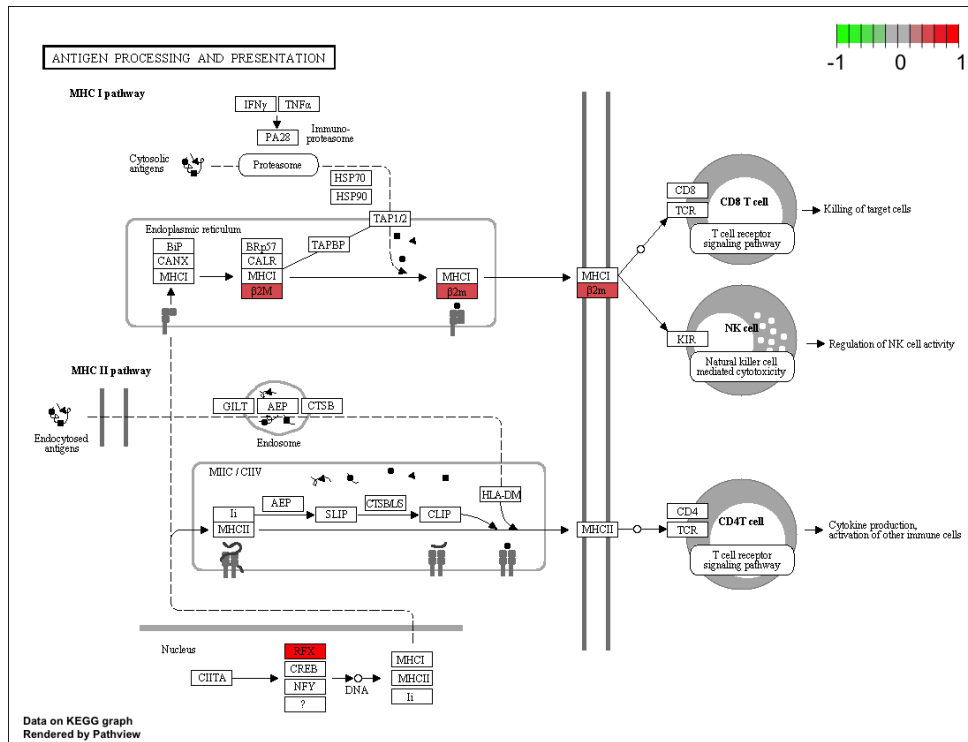 -1 0 1
ANTIGEN PROCESSING AND PRESENTATION
MHC I pathway
IFNγ TNFα
PA28
Immuno-
proteasome
Cytosolic
antigens
Proteasome
HSP70
HSP90
TAP1/2
Endoplasmic reticulum
BiP
CANX
MHCI
BRp57
CALR
MHCI
β2M
TAPBP
MHCI
β2m
MHCI
β2m
CD8
TCR
CD8 T cell
T cell receptor
signaling pathway
Killing of target cells
KIR
NK cell
Natural killer cell
mediated cytotoxicity
Regulation of NK cell activity
MHC II pathway
Endocytosed
antigens
GILT AEP CTSB
Endosome
MIIC / CIIV
Ii
MHCII
AEP
SLIP
CTSB/L/S
CLIP
HLA-DM
MHCII
CD4
TCR
CD4T cell
T cell receptor
signaling pathway
Cytokine production,
activation of other immune cells
Nucleus
CIITA
RFX
CREB
NFY
?
DNA
MHCI
MHCII
Ii
Data on KEGG graph
Rendered by Pathview